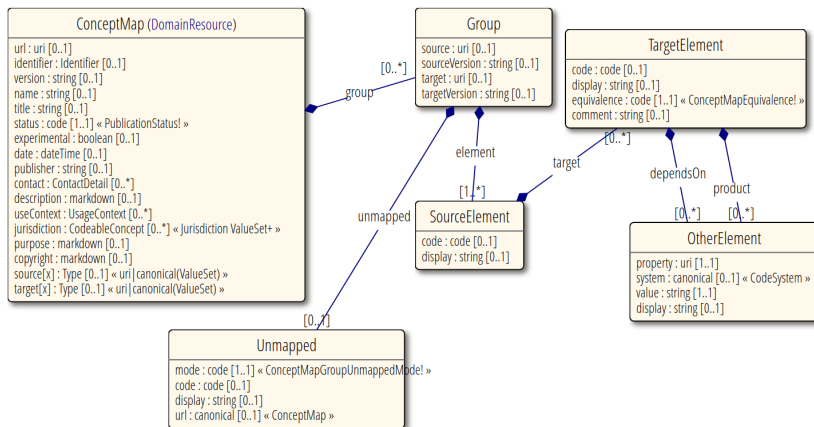 ConceptMap (DomainResource)
url : uri [0..1]
identifier : Identifier [0..1]
version : string [0..1]
name : string [0..1]
title : string [0..1]
status : code [1..1] « PublicationStatus! »
experimental : boolean [0..1]
date : dateTime [0..1]
publisher : string [0..1]
contact : ContactDetail [0..*]
description : markdown [0..1]
useContext : UsageContext [0..*]
jurisdiction : CodeableConcept [0..*] « Jurisdiction ValueSet+ »
purpose : markdown [0..1]
copyright : markdown [0..1]
source[x] : Type [0..1] « uri|canonical(ValueSet) »
target[x] : Type [0..1] « uri|canonical(ValueSet) »
[0..*]
group
Group
source : uri [0..1]
sourceVersion : string [0..1]
target : uri [0..1]
targetVersion : string [0..1]
TargetElement
code : code [0..1]
display : string [0..1]
equivalence : code [1..1] « ConceptMapEquivalence! »
comment : string [0..1]
[0..*]
element
target
dependsOn
product
unmapped
[1..*]
[0..*]
[0..*]
SourceElement
code : code [0..1]
display : string [0..1]
OtherElement
property : uri [1..1]
system : canonical [0..1] « CodeSystem »
value : string [1..1]
display : string [0..1]
[0..1]
Unmapped
mode : code [1..1] « ConceptMapGroupUnmappedMode! »
code : code [0..1]
display : string [0..1]
url : canonical [0..1] « ConceptMap »